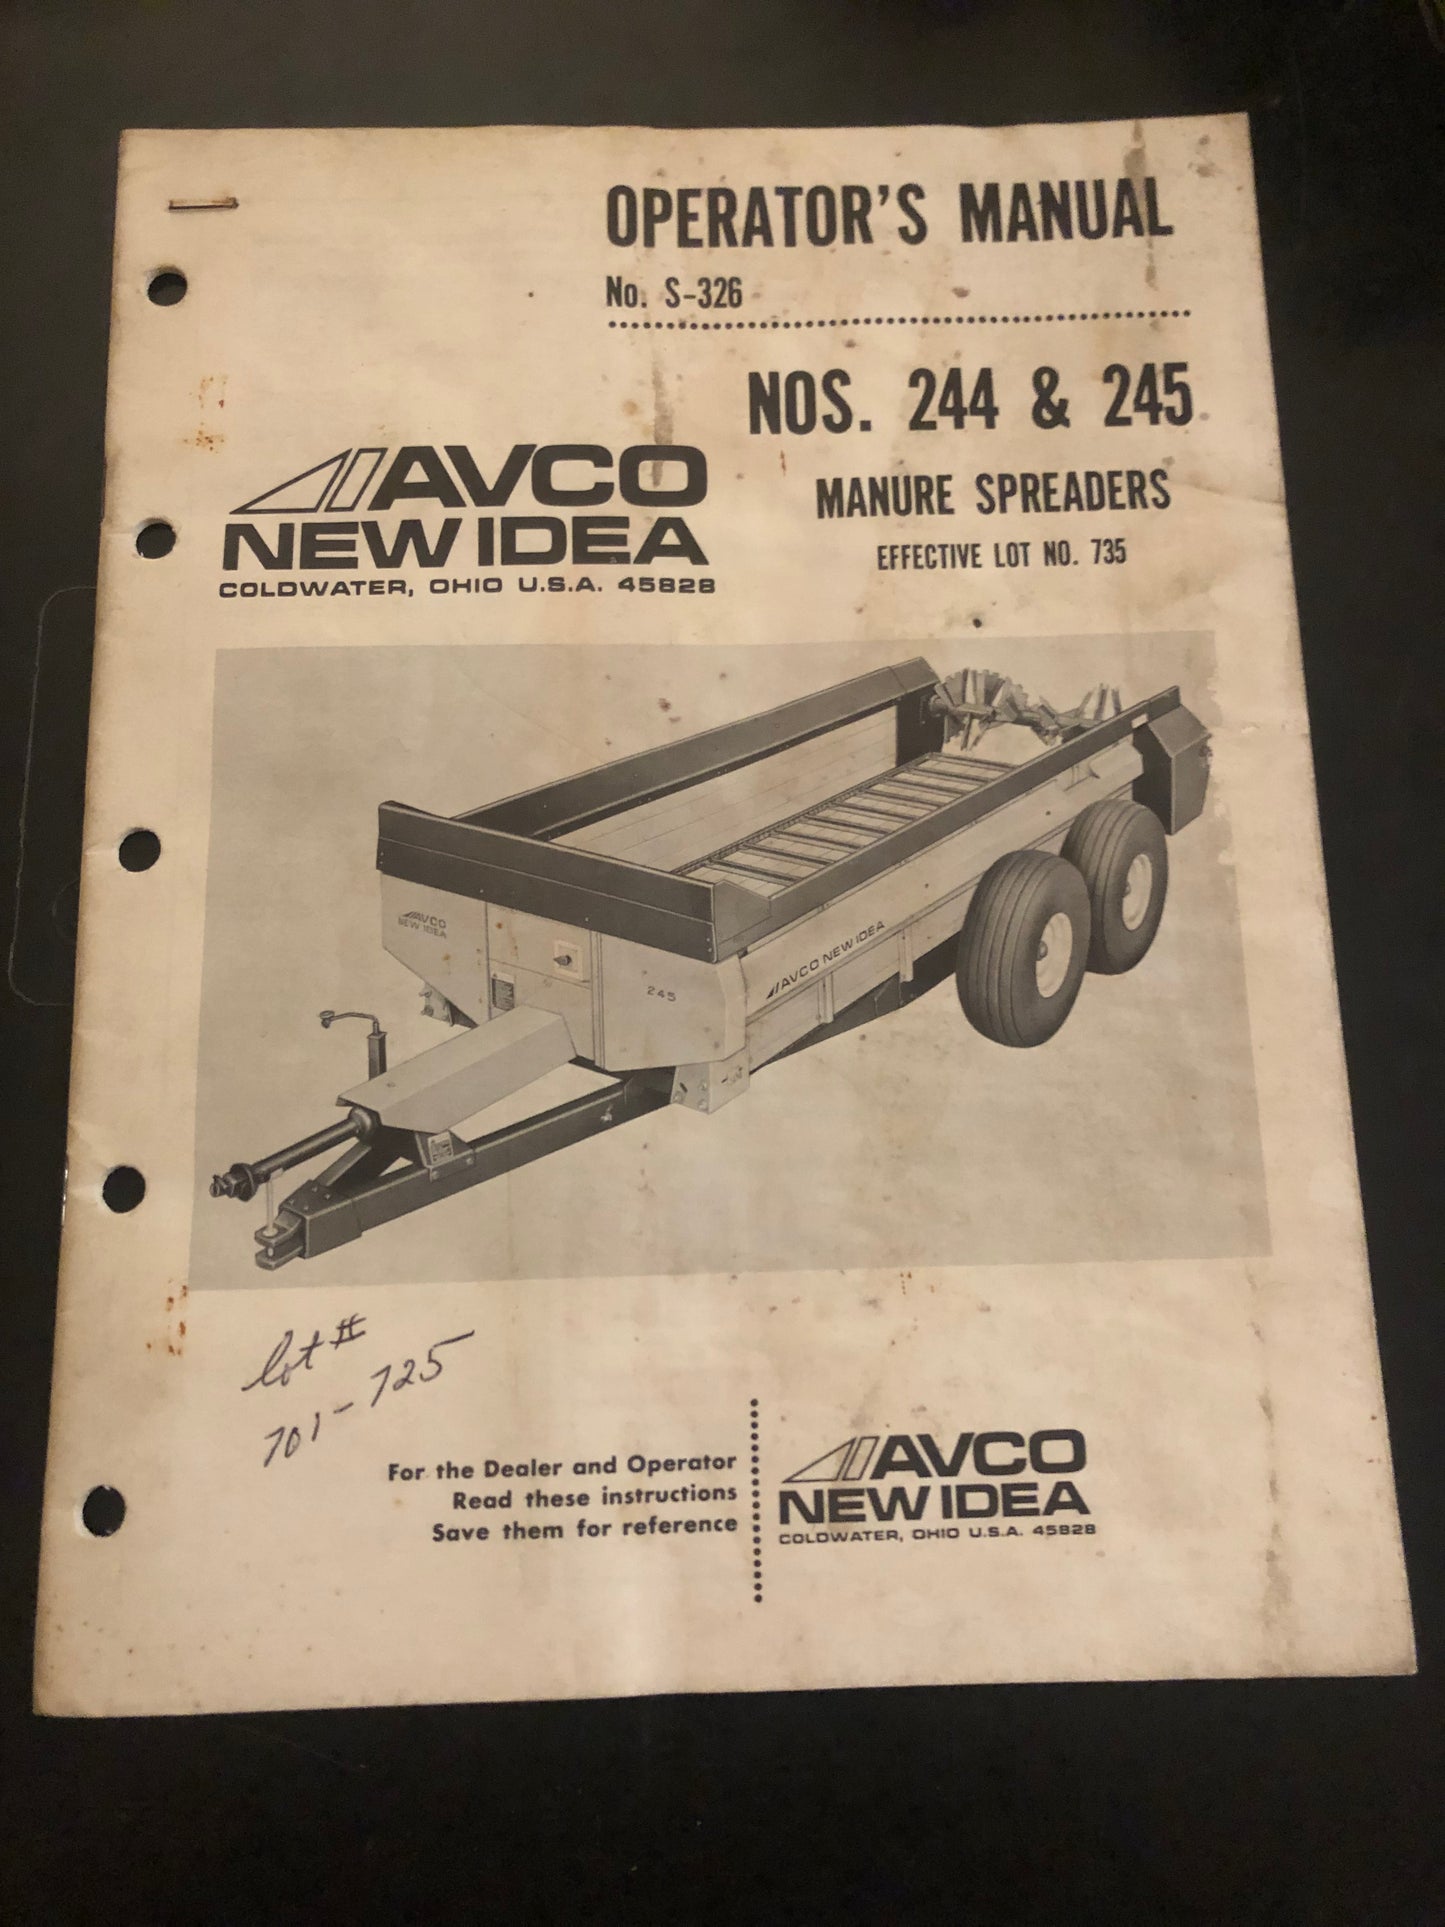 OPERATOR'S MANUAL
No. S-326
NOS. 244 & 245
MANURE SPREADERS
EFFECTIVE LOT NO. 735
AVCO
NEW IDEA
COLDWATER, OHIO U.S.A. 45828
AVCO
NEW IDEA
245
AVCO NEW IDEA
lot #
701-725
For the Dealer and Operator
Read these instructions
Save them for reference
AVCO
NEW IDEA
COLDWATER, OHIO U.S.A. 45828